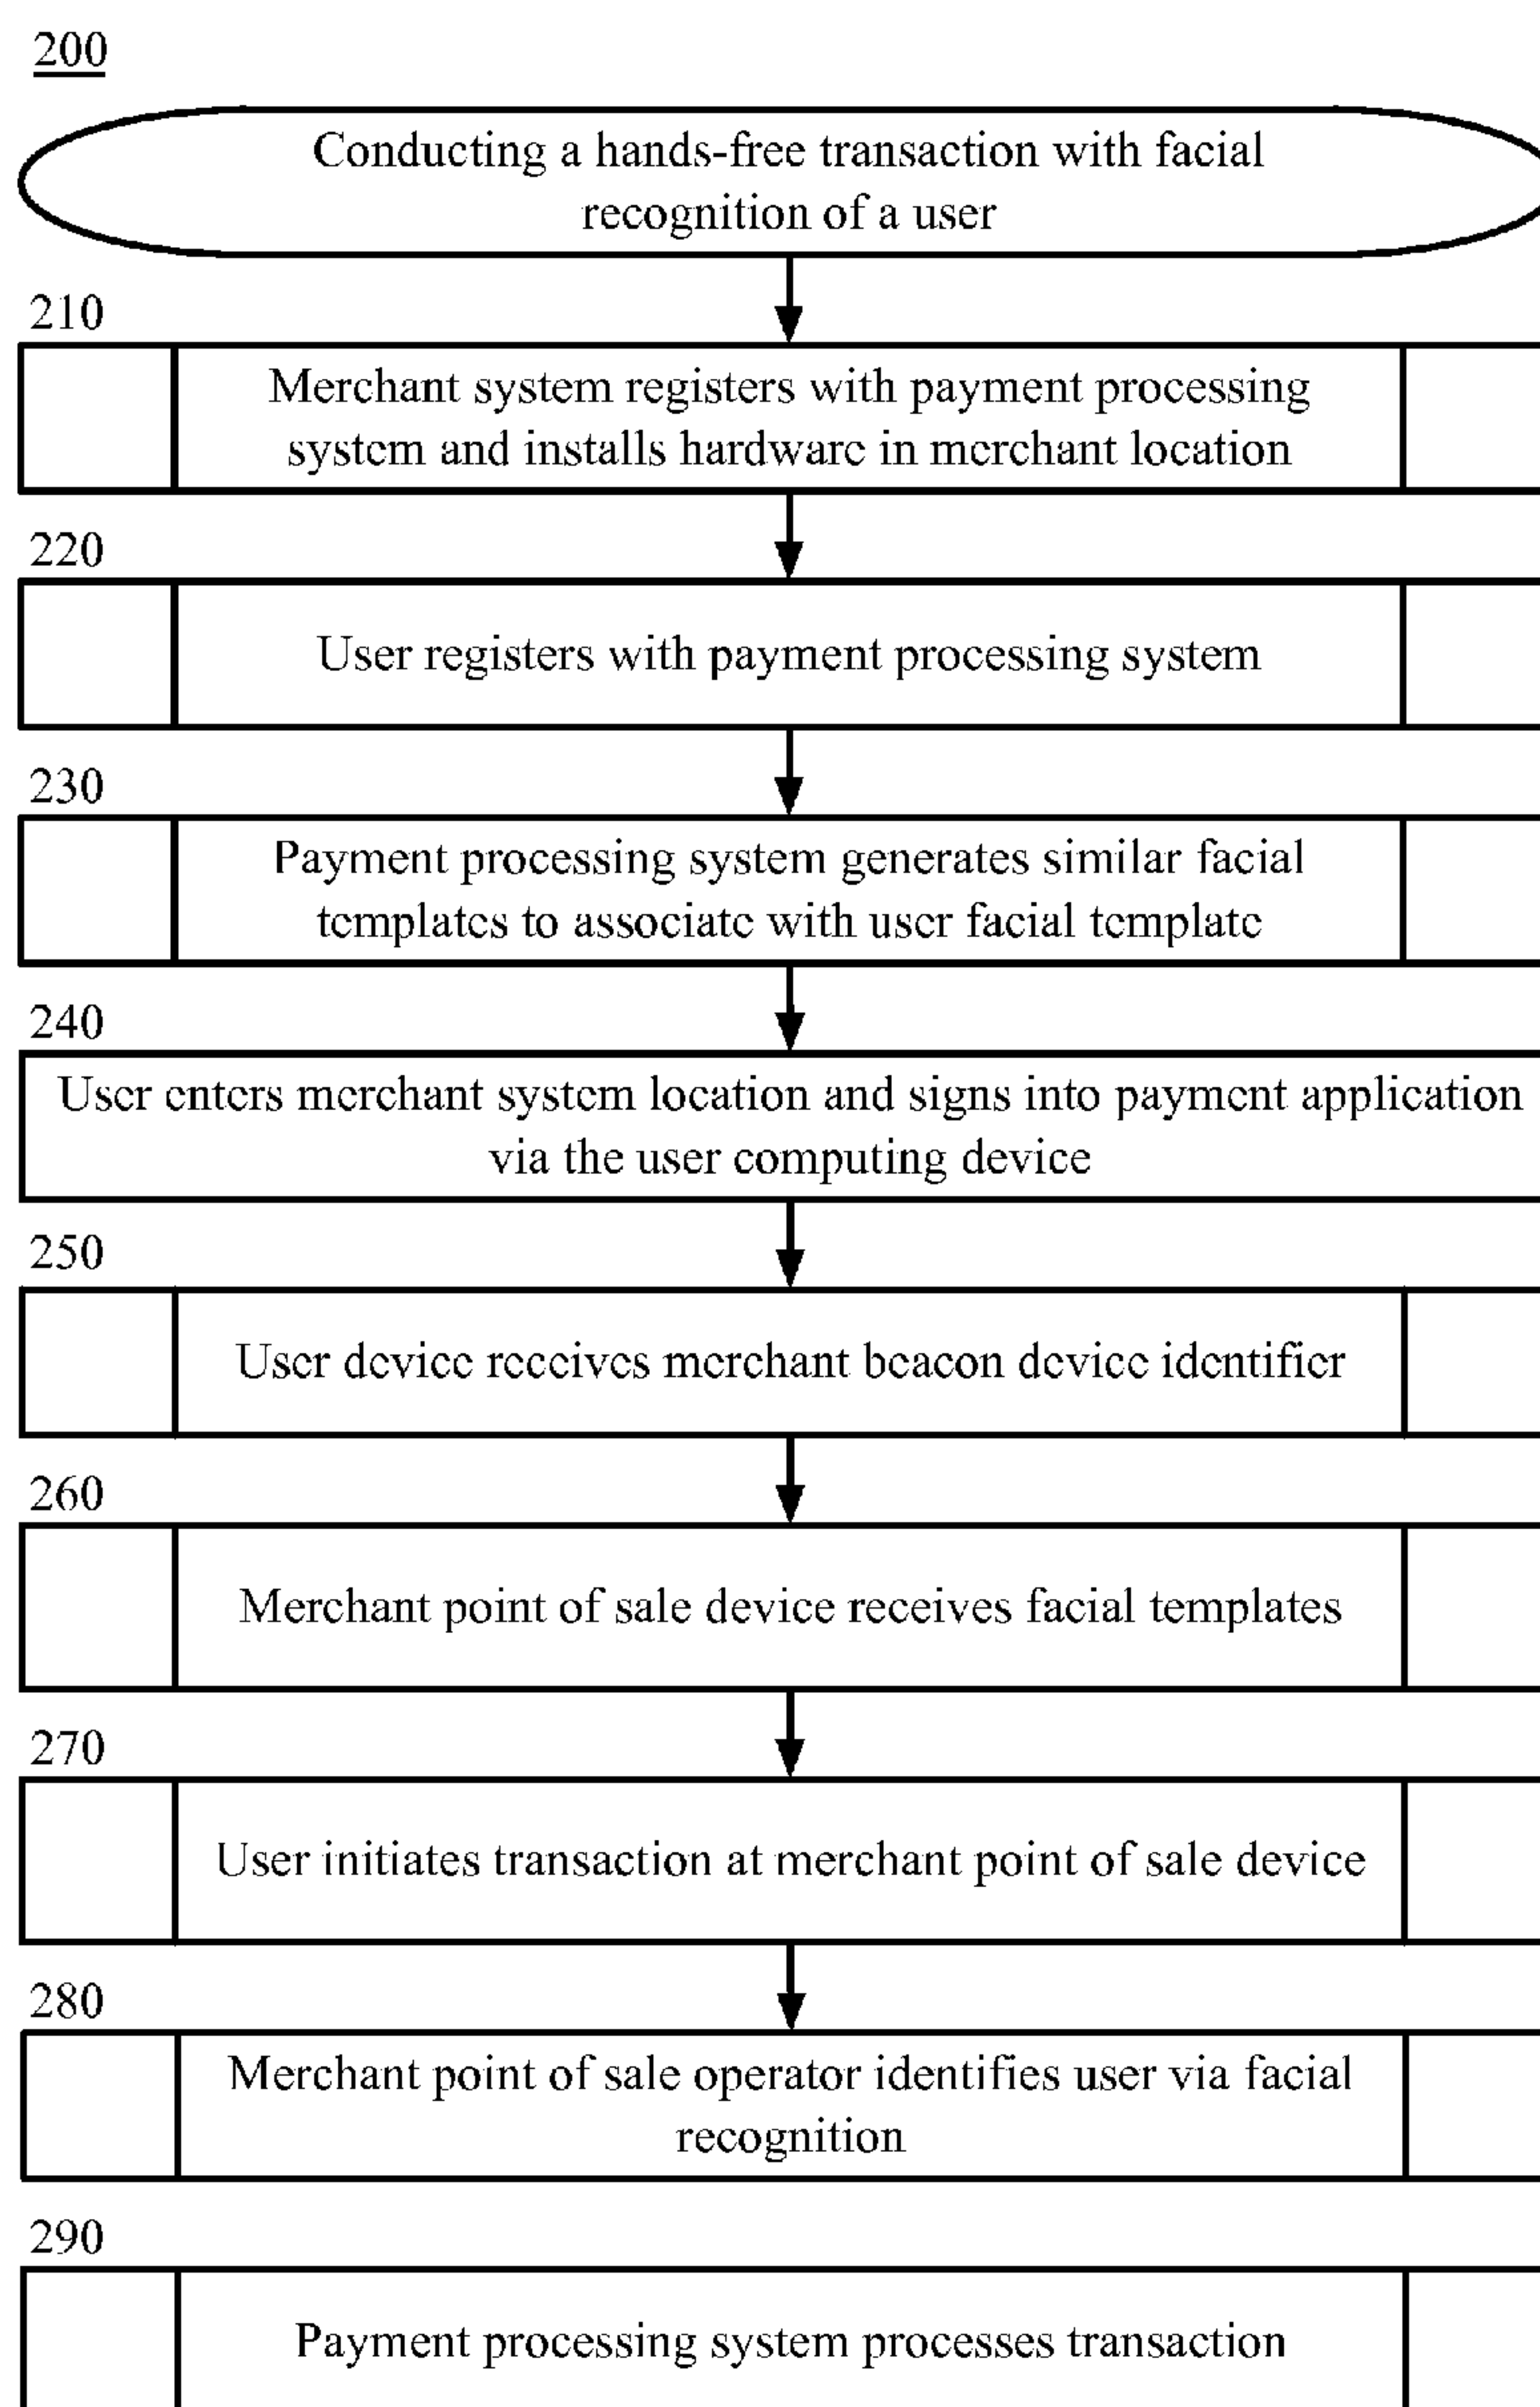 200
Conducting a hands-free transaction with facial
recognition of a user
210
Merchant system registers with payment processing
system and installs hardware in merchant location
220
User registers with payment processing system
230
Payment processing system generates similar facial
templates to associate with user facial template
240
User enters merchant system location and signs into payment application
via the user computing device
250
User device receives merchant beacon device identifier
260
Merchant point of sale device receives facial templates
270
User initiates transaction at merchant point of sale device
280
Merchant point of sale operator identifies user via facial
recognition
290
Payment processing system processes transaction